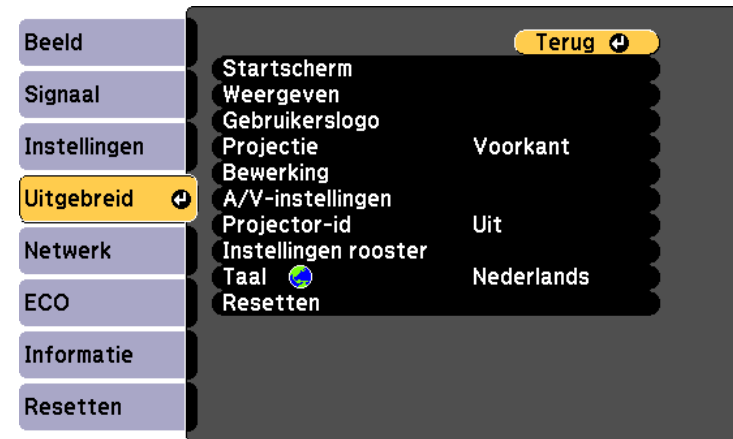 Beeld
Signaal
Instellingen
Uitgebreid
Netwerk
ECO
Informatie
Resetten
Terug
Startscherm
Weergeven
Gebruikerslogo
Projectie Voorkant
Bewerking
A/V-instellingen
Projector-id Uit
Instellingen rooster
Taal Nederlands
Resetten